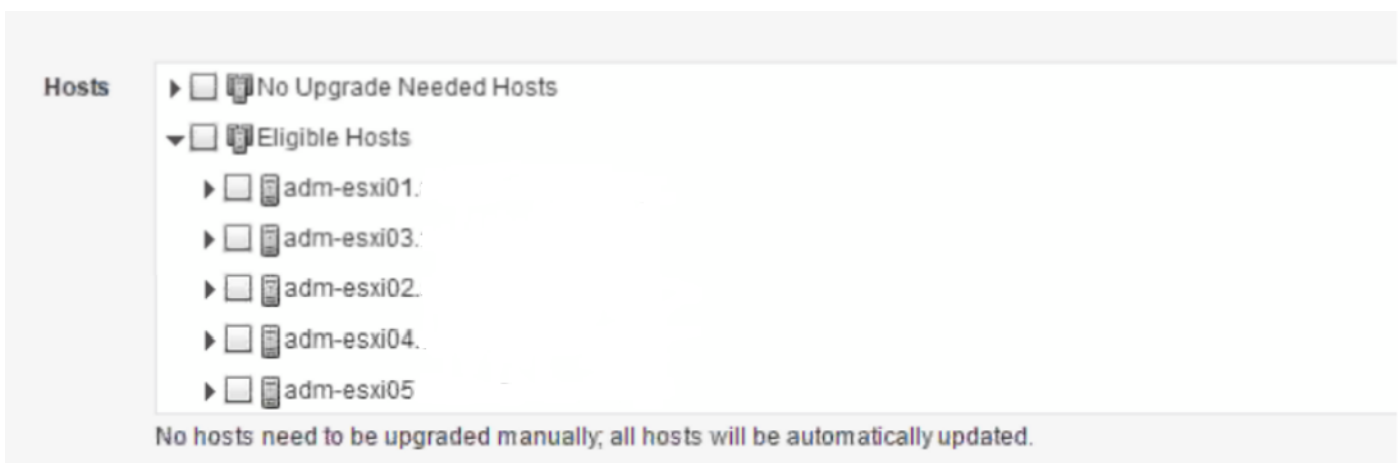 Hosts
No Upgrade Needed Hosts
Eligible Hosts
adm-esxi01.
adm-esxi03.
adm-esxi02.
adm-esxi04.
adm-esxi05
No hosts need to be upgraded manually; all hosts will be automatically updated.